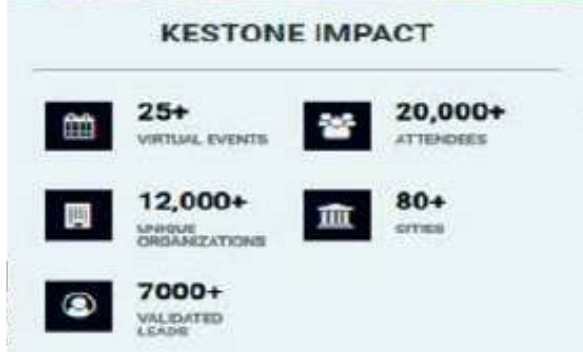 KESTONE IMPACT
25+
VIRTUAL EVENTS
20,000+
ATTENDEES
12,000+
UNIQUE
ORGANIZATIONS
80+
CITIES
7000+
VALIDATED
LEADS